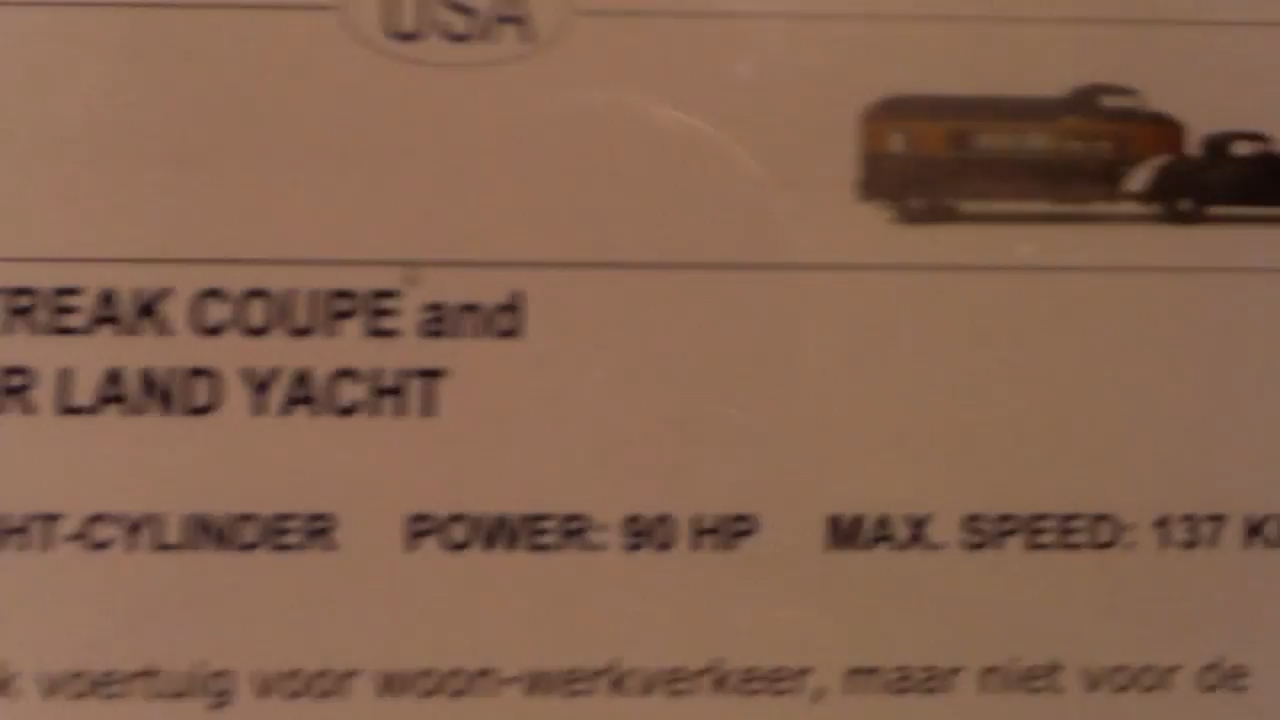 USA
TREAK COUPE and
R LAND YACHT
HT-CYLINDER POWER: 90 HP MAX. SPEED: 137 K
k voertuig voor woon-werkverkeer, maar niet voor de